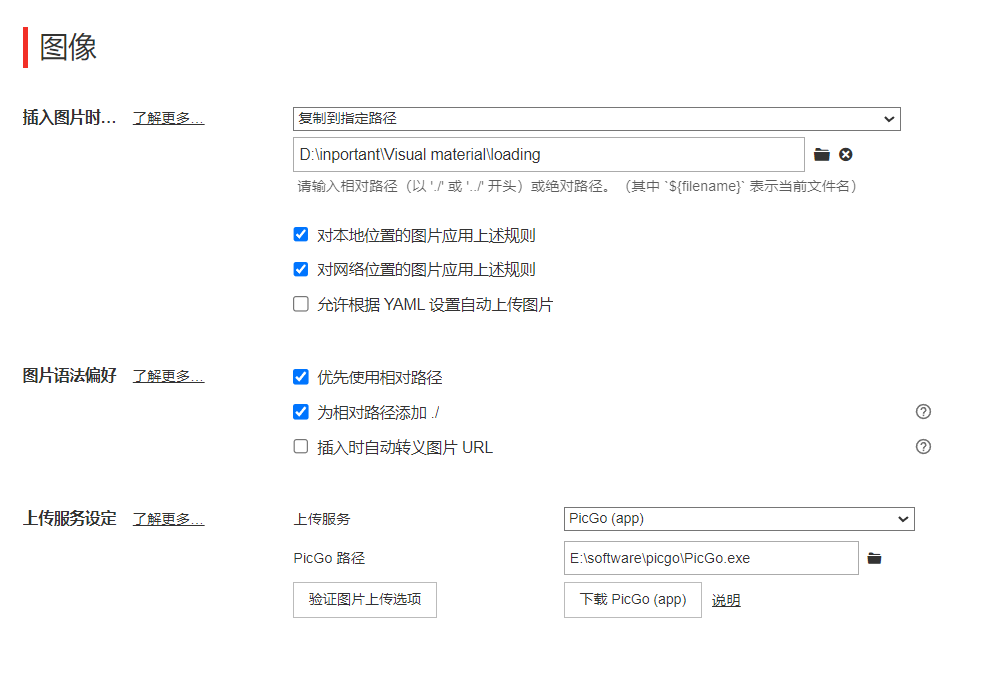 图像
插入图片时... 了解更多... 复制到指定路径
D:\inportant\Visual material\loading
请输入相对路径（以 './' 或 '../' 开头）或绝对路径。（其中 `${filename}` 表示当前文件名）
对本地位置的图片应用上述规则
对网络位置的图片应用上述规则
允许根据 YAML 设置自动上传图片
图片语法偏好 了解更多... 优先使用相对路径
为相对路径添加 ./
插入时自动转义图片 URL
上传服务设定 了解更多... 上传服务 PicGo (app)
PicGo 路径 E:\software\picgo\PicGo.exe
验证图片上传选项 下载 PicGo (app) 说明